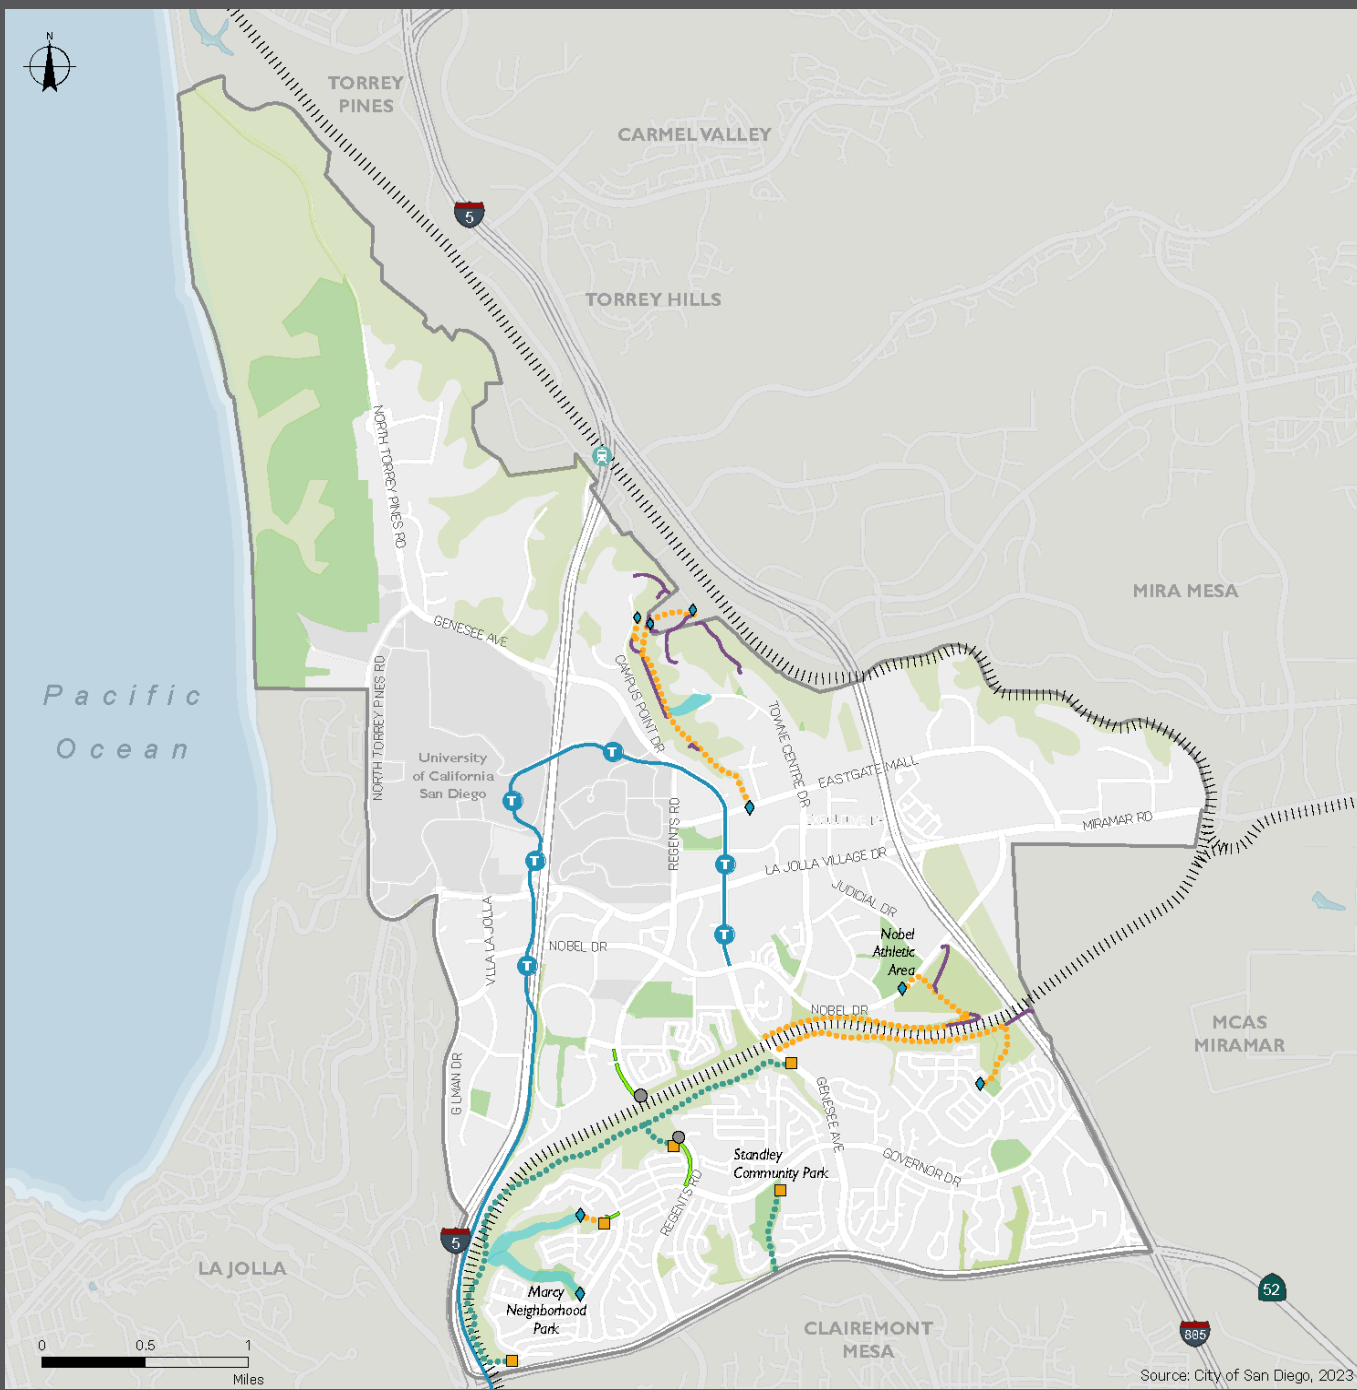 N
TORREY
PINES
CARMEL VALLEY
5
TORREY HILLS
NORTH TORREY PINES RD
MIRA MESA
GENESEE AVE
NORTH TORREY PINES RD
CAMPUS POINT DR
Pacific
Ocean
TOWNE CENTRE DR
University
of California
San Diego
T
T
EASTGATE MALL
REGENTS RD
MIRAMAR RD
T
T
LA JOLLA VILLAGE DR
JUDICIAL DR
VLLA LA JOLLA
T
NOBEL DR
T
Nobel
Athletic
Area
NOBEL DR
MCAS
MIRAMAR
GILMAN DR
GENESEE AVE
Standley
Community Park
GOVERNOR DR
REGENTS RD
5
LA JOLLA
Marcy
Neighborhood
Park
52
CLAIREMONT
MESA
805
0 0.5 1
Miles
Source: City of San Diego, 2023